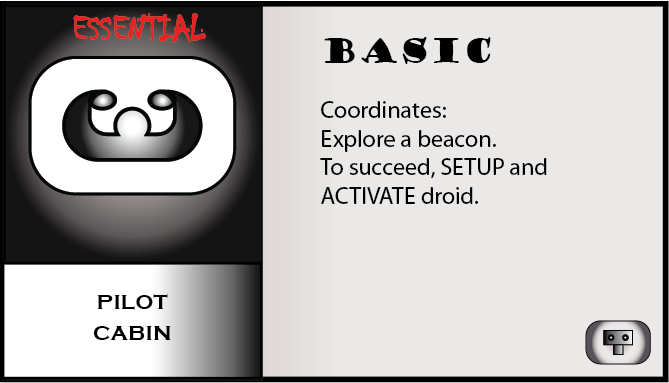 ESSENTIAL
PILOT
CABIN
BASIC
Coordinates:
Explore a beacon.
To succeed, SETUP and
ACTIVATE droid.